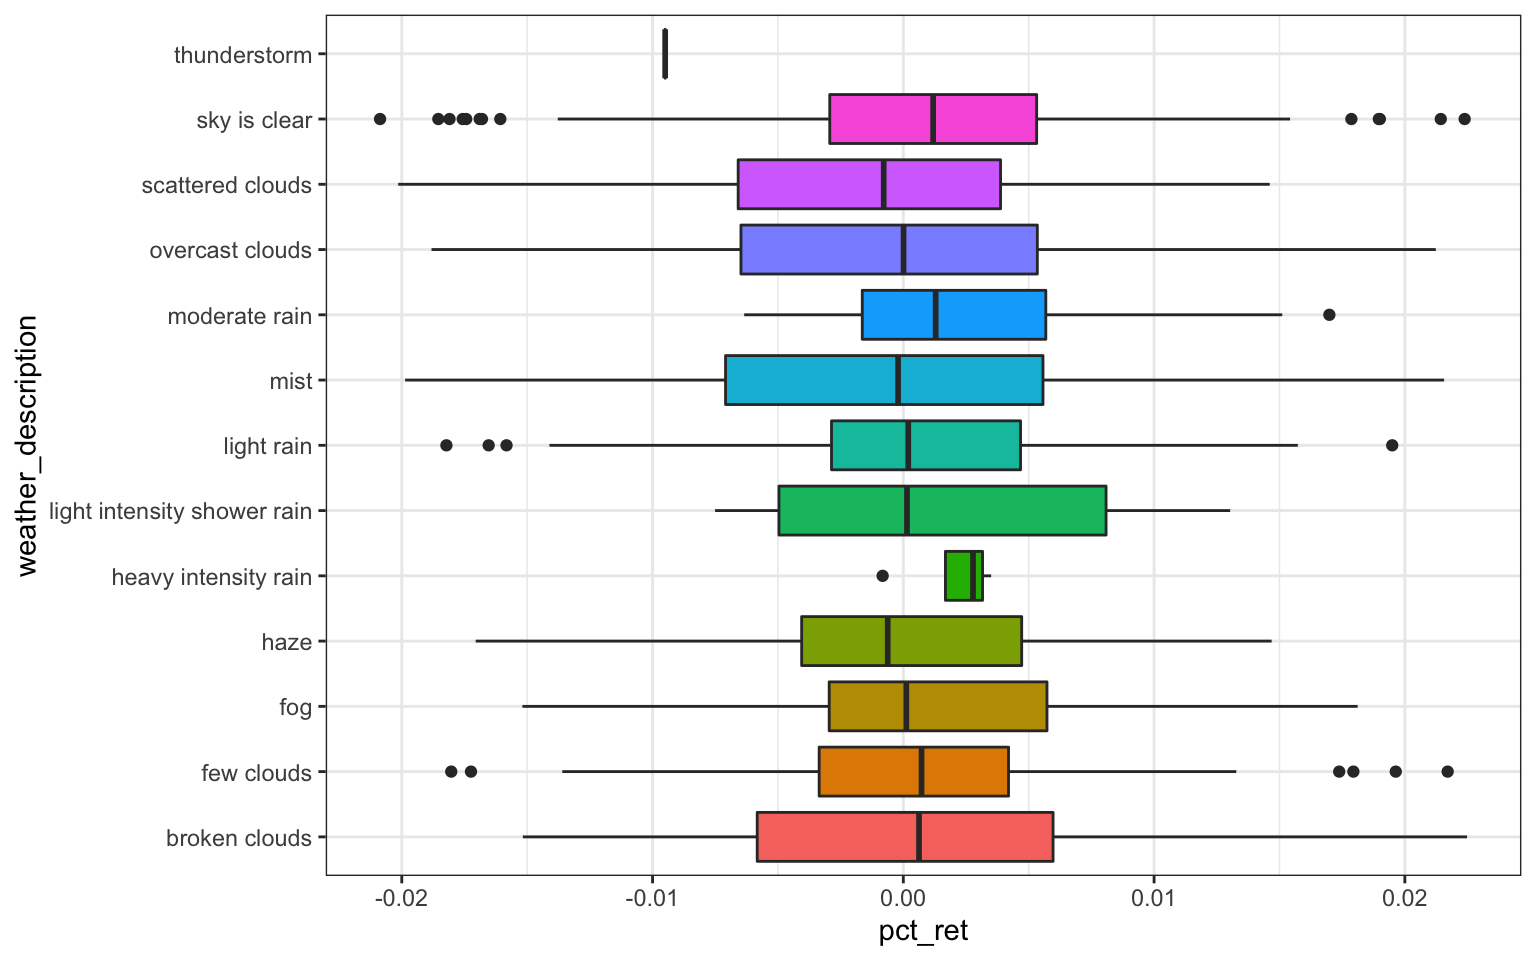 thunderstorm
sky is clear
scattered clouds
overcast clouds
moderate rain
mist
light rain
light intensity shower rain
heavy intensity rain
haze
fog
few clouds
broken clouds
weather_description
-0.02 -0.01 0.00 0.01 0.02
pct_ret